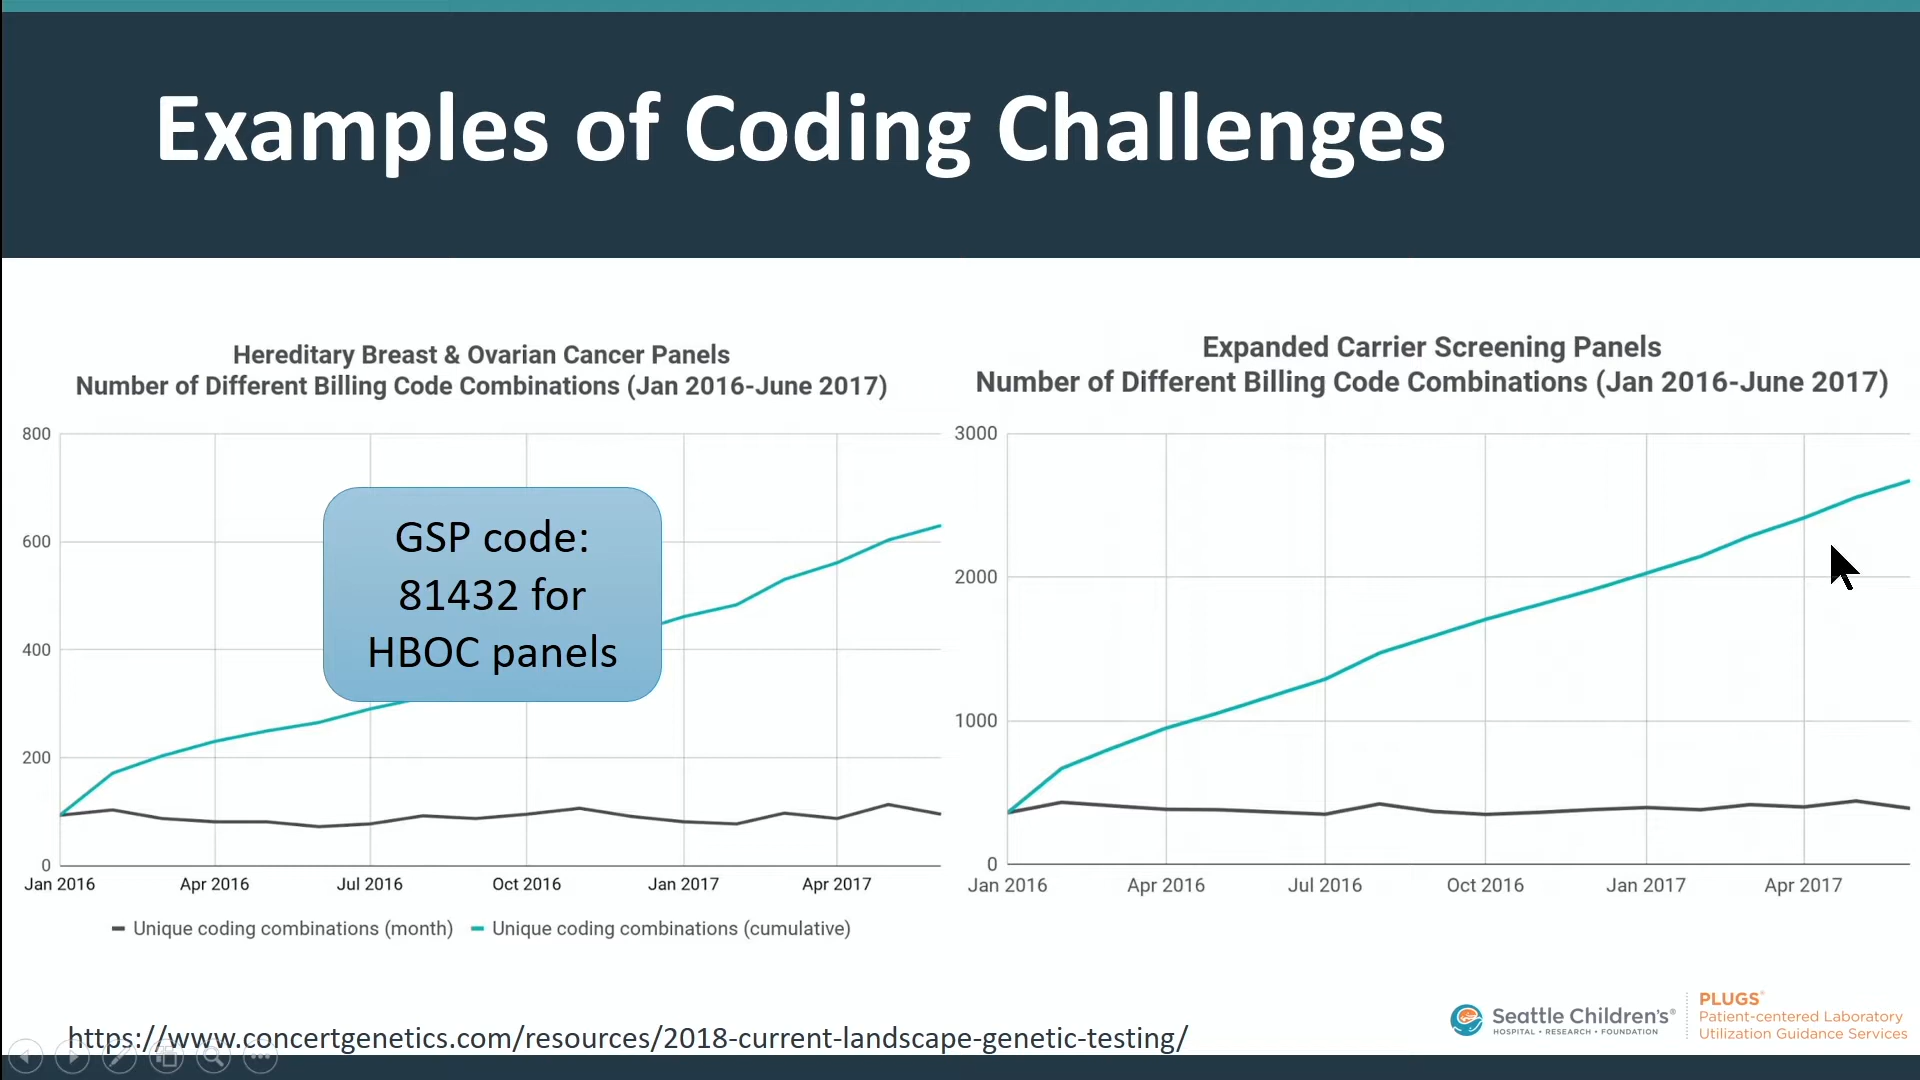 Examples of Coding Challenges
Hereditary Breast & Ovarian Cancer Panels
Number of Different Billing Code Combinations (Jan 2016-June 2017)
800
600
400
200
0
Jan 2016
Apr 2016
Jul 2016
Oct 2016
Jan 2017
Apr 2017
GSP code:
81432 for
HBOC panels
Unique coding combinations (month)
Unique coding combinations (cumulative)
Expanded Carrier Screening Panels
Number of Different Billing Code Combinations (Jan 2016-June 2017)
3000
2000
1000
0
Jan 2016
Apr 2016
Jul 2016
Oct 2016
Jan 2017
Apr 2017
https://www.concertgenetics.com/resources/2018-current-landscape-genetic-testing/
Seattle Children's®
HOSPITAL • RESEARCH • FOUNDATION
PLUGS®
Patient-centered Laboratory
Utilization Guidance Services